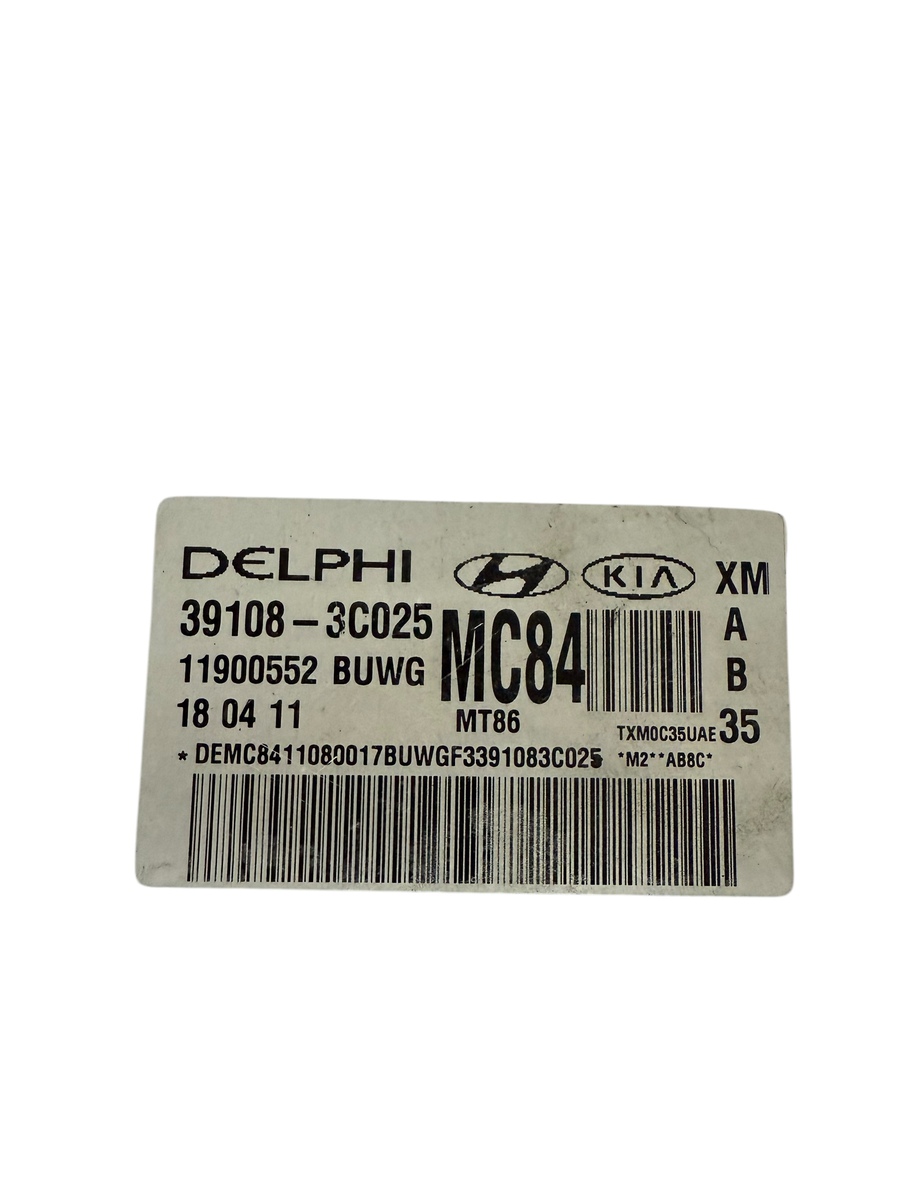 DELPHI KIA XM
39108-3C025 MC84 A
11900552 BUWG B
18 04 11 MT86 TXM0C35UAE 35
* DEMC8411080017BUWGF3391083C025 *M2**AB8C*